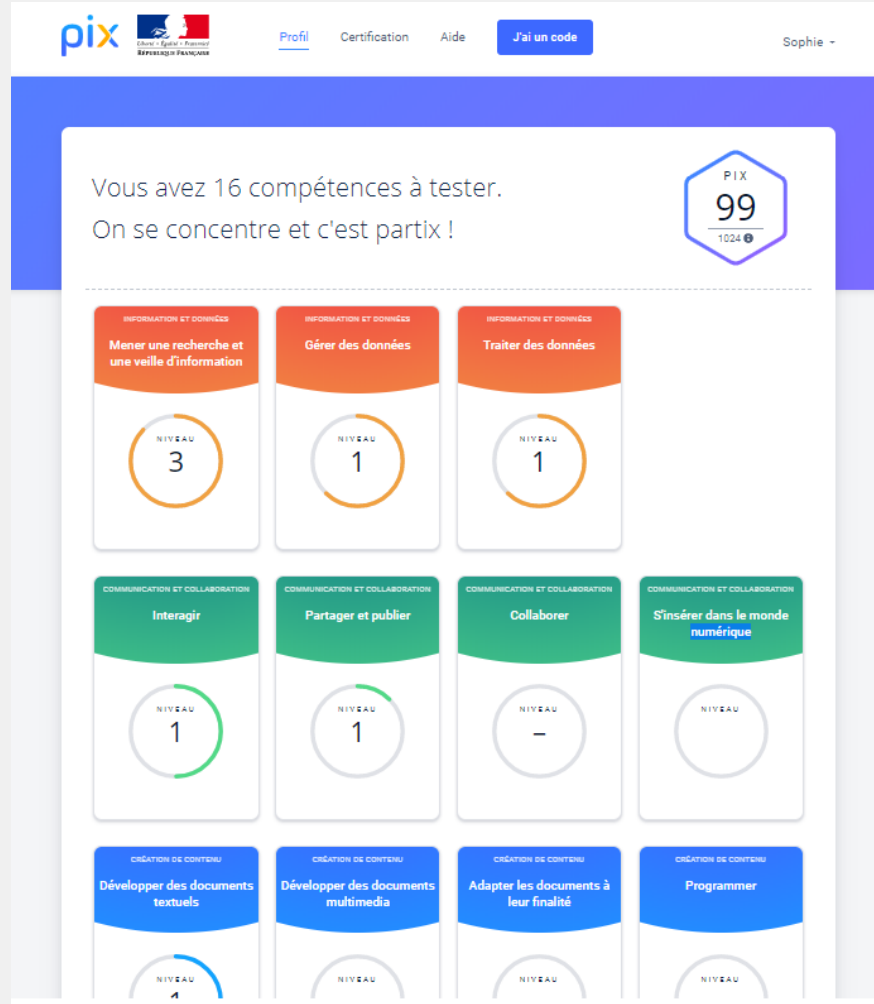 pix
Liberté • Égalité • Fraternité
RÉPUBLIQUE FRANÇAISE
Profil
Certification
Aide
J'ai un code
Sophie
Vous avez 16 compétences à tester.
On se concentre et c'est partix !
PIX
99
1024
INFORMATION ET DONNÉES
Mener une recherche et
une veille d'information
NIVEAU
3
INFORMATION ET DONNÉES
Gérer des données
NIVEAU
1
INFORMATION ET DONNÉES
Traiter des données
NIVEAU
1
COMMUNICATION ET COLLABORATION
Interagir
NIVEAU
1
COMMUNICATION ET COLLABORATION
Partager et publier
NIVEAU
1
COMMUNICATION ET COLLABORATION
Collaborer
NIVEAU
–
COMMUNICATION ET COLLABORATION
S'insérer dans le monde
numérique
NIVEAU
CRÉATION DE CONTENU
Développer des documents
textuels
NIVEAU
1
CRÉATION DE CONTENU
Développer des documents
multimedia
NIVEAU
CRÉATION DE CONTENU
Adapter les documents à
leur finalité
NIVEAU
CRÉATION DE CONTENU
Programmer
NIVEAU